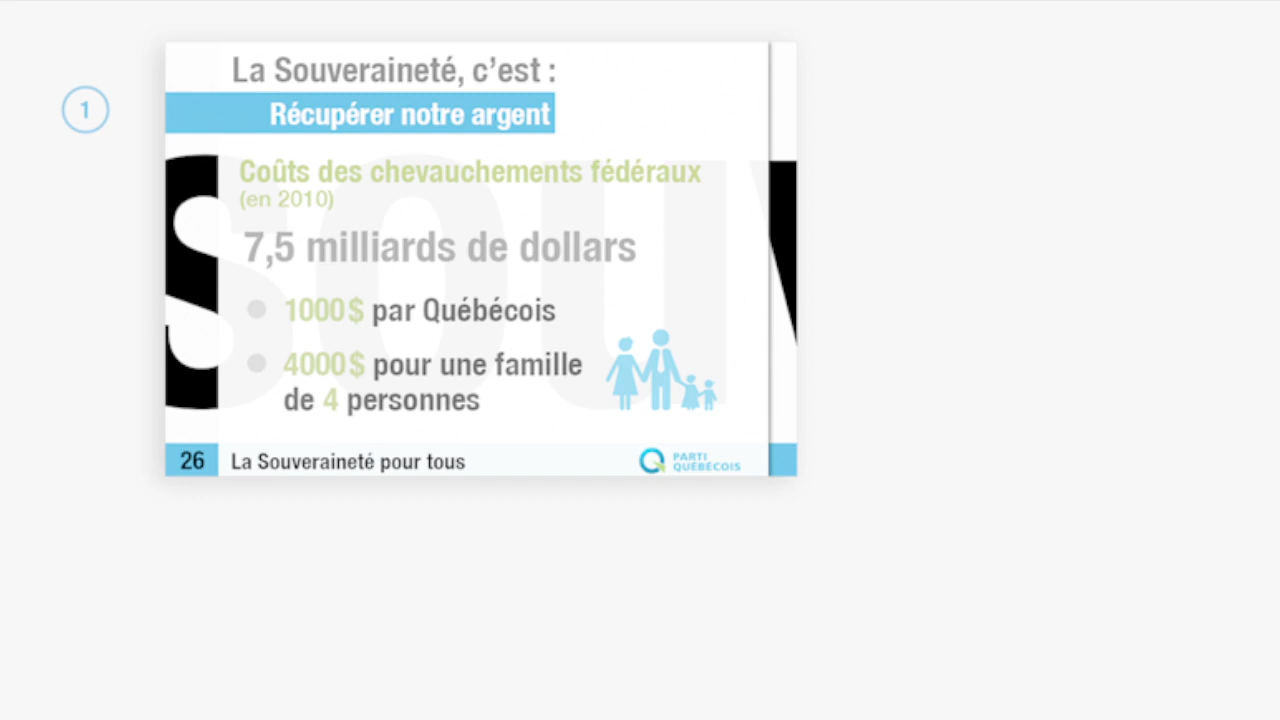 1
La Souveraineté, c’est :
Récupérer notre argent
SOUV
Coûts des chevauchements fédéraux
(en 2010)
7,5 milliards de dollars
1000$ par Québécois
4000$ pour une famille
de 4 personnes
26 La Souveraineté pour tous
PARTI
QUÉBÉCOIS